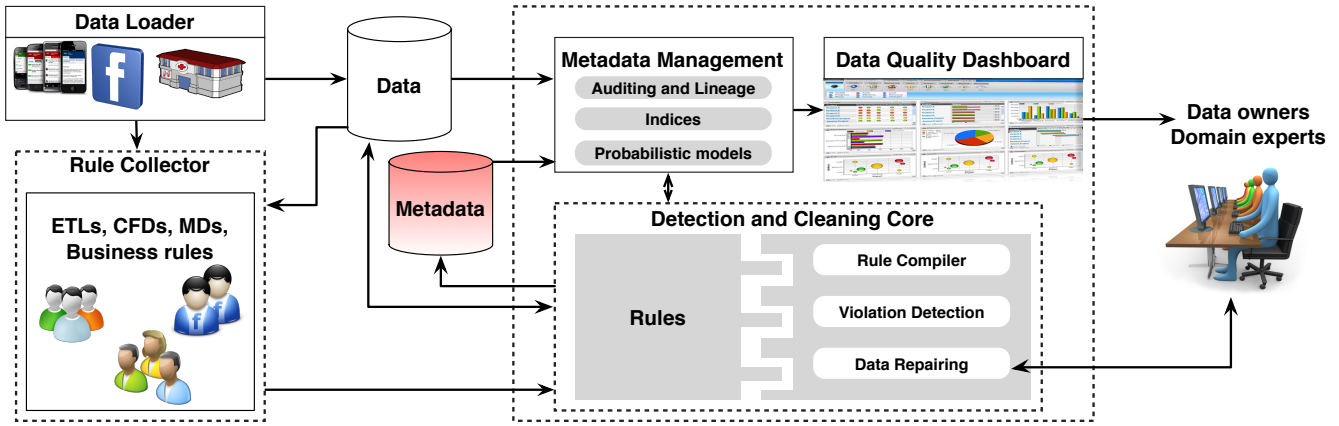 Data Loader
Rule Collector
ETLs, CFDs, MDs,
Business rules
Data
Metadata
Metadata Management
Auditing and Lineage
Indices
Probabilistic models
Data Quality Dashboard
Data owners
Domain experts
Detection and Cleaning Core
Rules
Rule Compiler
Violation Detection
Data Repairing